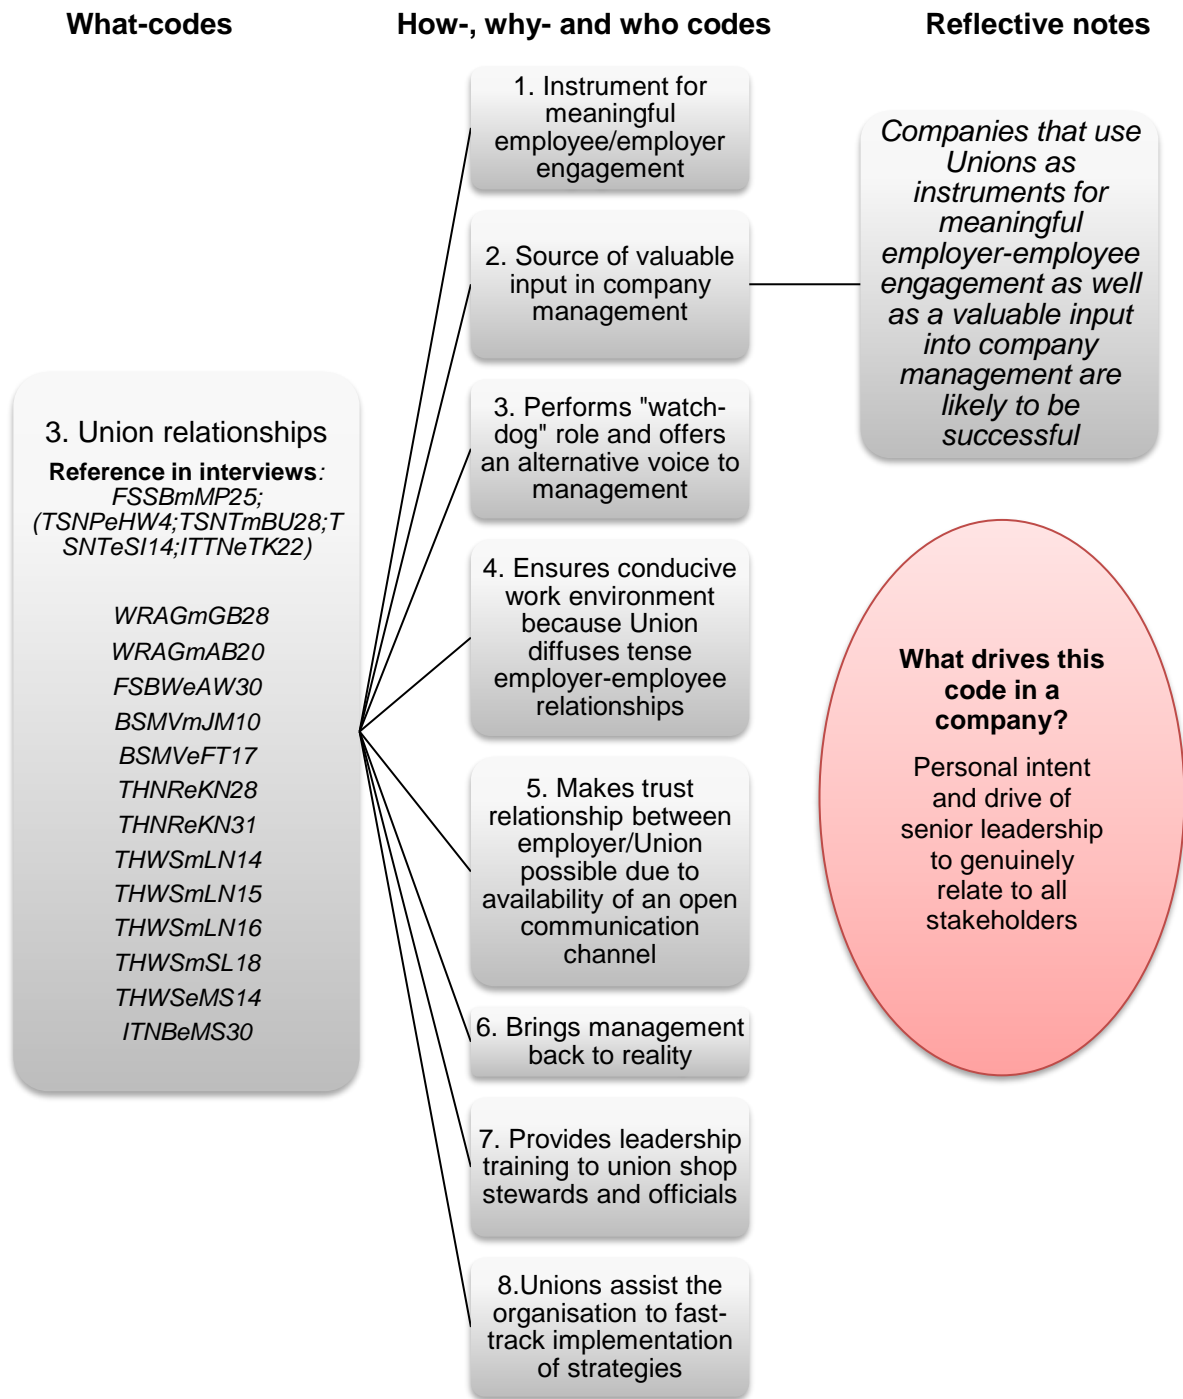 What-codes
How-, why- and who codes
Reflective notes
3. Union relationships
Reference in interviews:
FSSBmMP25;
(TSNPeHW4;TSNTmBU28;T
SNTeSI14;ITTNeTK22)
WRAGmGB28
WRAGmAB20
FSBWeAW30
BSMVmJM10
BSMVeFT17
THNReKN28
THNReKN31
THWSmLN14
THWSmLN15
THWSmLN16
THWSmSL18
THWSeMS14
ITNBeMS30
1. Instrument for
meaningful
employee/employer
engagement
2. Source of valuable
input in company
management
3. Performs "watch-
dog" role and offers
an alternative voice to
management
4. Ensures conducive
work environment
because Union
diffuses tense
employer-employee
relationships
5. Makes trust
relationship between
employer/Union
possible due to
availability of an open
communication
channel
6. Brings management
back to reality
7. Provides leadership
training to union shop
stewards and officials
8.Unions assist the
organisation to fast-
track implementation
of strategies
Companies that use
Unions as
instruments for
meaningful
employer-employee
engagement as well
as a valuable input
into company
management are
likely to be
successful
What drives this
code in a
company?
Personal intent
and drive of
senior leadership
to genuinely
relate to all
stakeholders